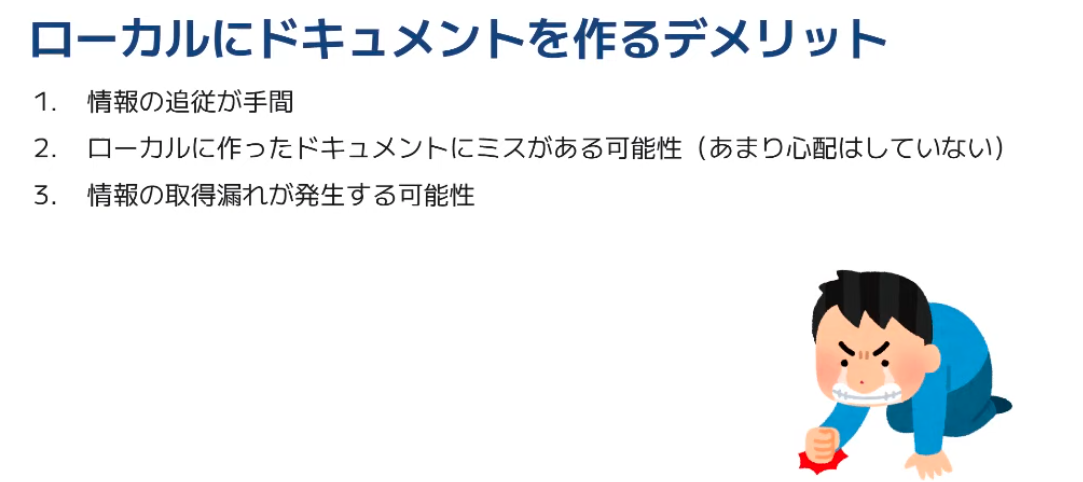 ローカルにドキュメントを作るデメリット
1. 情報の追従が手間
2. ローカルに作ったドキュメントにミスがある可能性（あまり心配はしていない）
3. 情報の取得漏れが発生する可能性